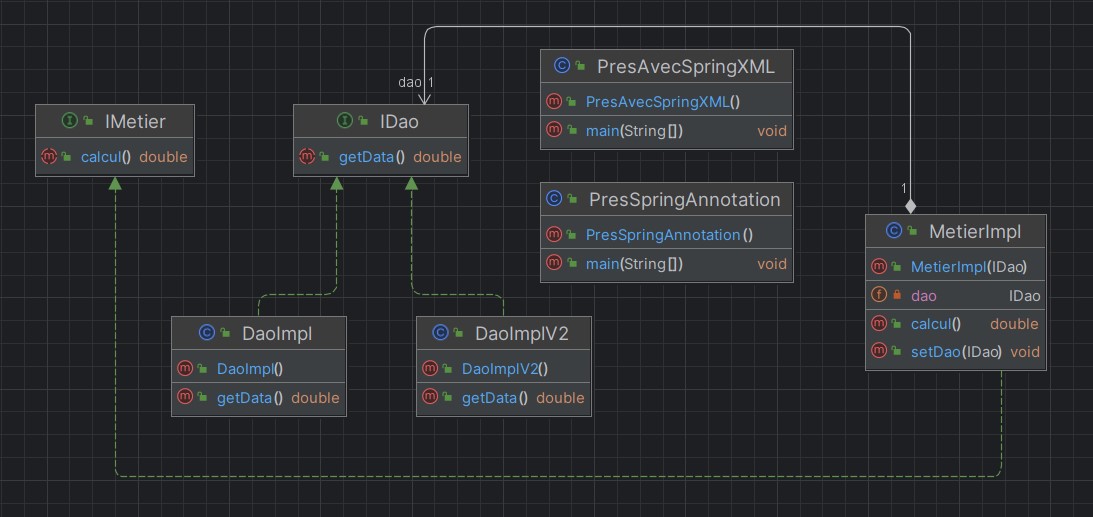 dao 1
PresAvecSpringXML
PresAvecSpringXML()
main(String[]) void
IMetier
calcul() double
IDao
getData() double
PresSpringAnnotation
PresSpringAnnotation()
main(String[]) void
1
MetierImpl
MetierImpl(IDao)
dao IDao
calcul() double
setDao(IDao) void
DaoImpl
DaoImpl()
getData() double
DaoImplV2
DaoImplV2()
getData() double